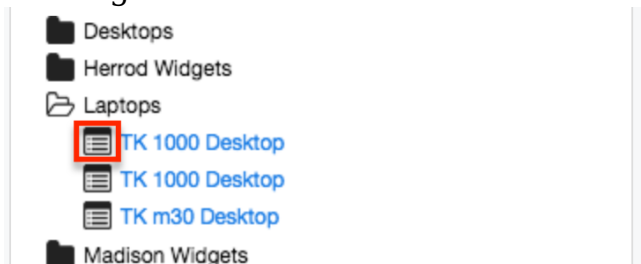 Desktops
Herrod Widgets
Laptops
TK 1000 Desktop
TK 1000 Desktop
TK m30 Desktop
Madison Widgets